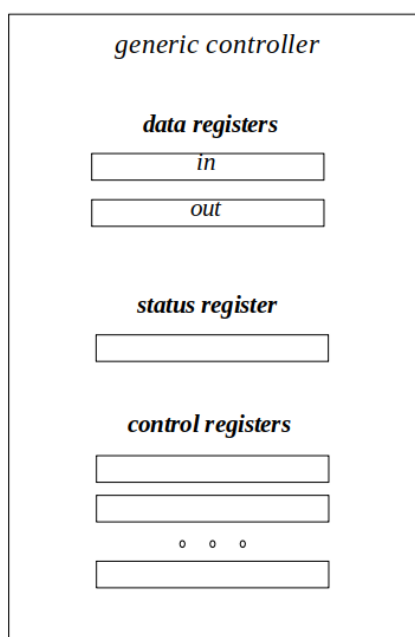 generic controller
data registers
in
out
status register
control registers